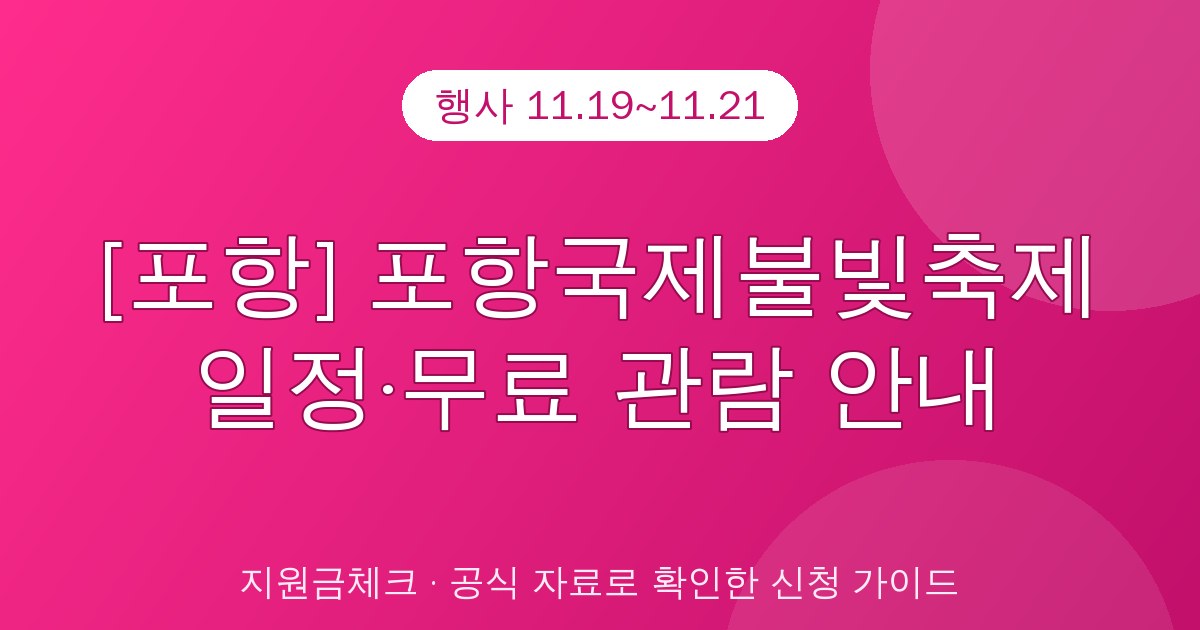 행사 11.19~11.21
[포항] 포항국제불빛축제
일정·무료 관람 안내
지원금체크 · 공식 자료로 확인한 신청 가이드